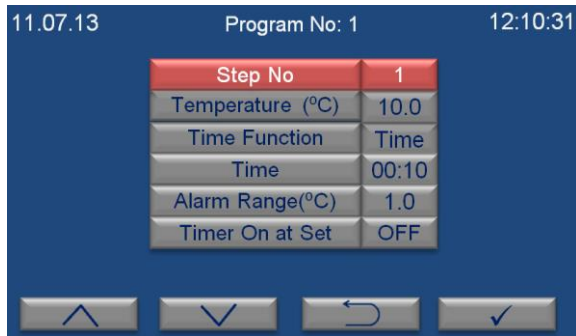 11.07.13 Program No: 1 12:10:31
Step No 1
Temperature (ºC) 10.0
Time Function Time
Time 00:10
Alarm Range(ºC) 1.0
Timer On at Set OFF